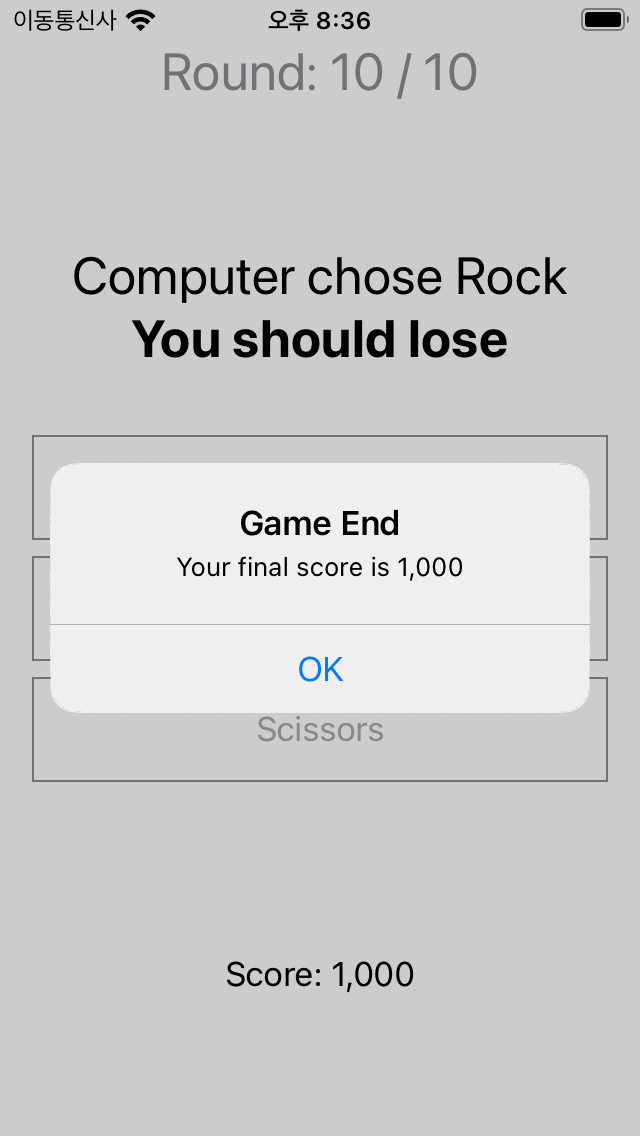 이동통신사 오후 8:36
Round: 10 / 10
Computer chose Rock
You should lose
Game End
Your final score is 1,000
OK
Scissors
Score: 1,000